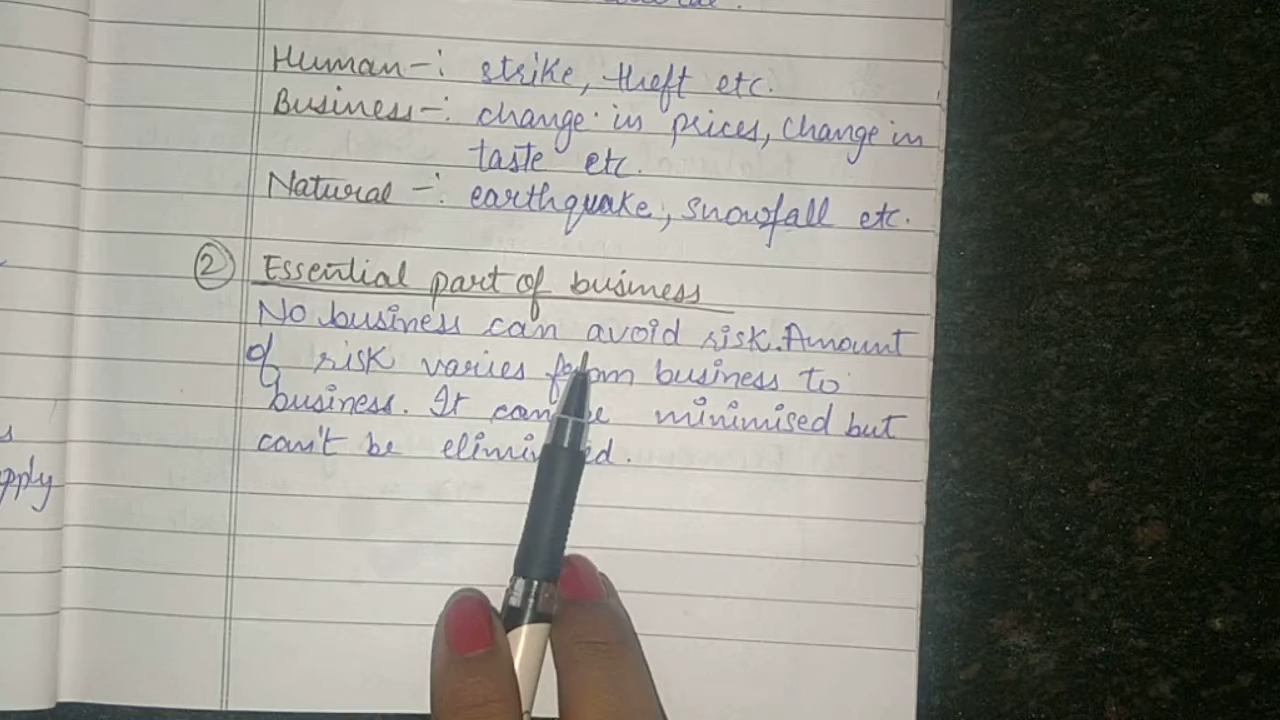 Human -: strike, theft etc.
Business -: change in prices, change in
taste etc.
Natural -: earthquake, snowfall etc.
② Essential part of business
No business can avoid risk. Amount
of risk varies from business to
business. It can be minimised but
can't be eliminated.
pply